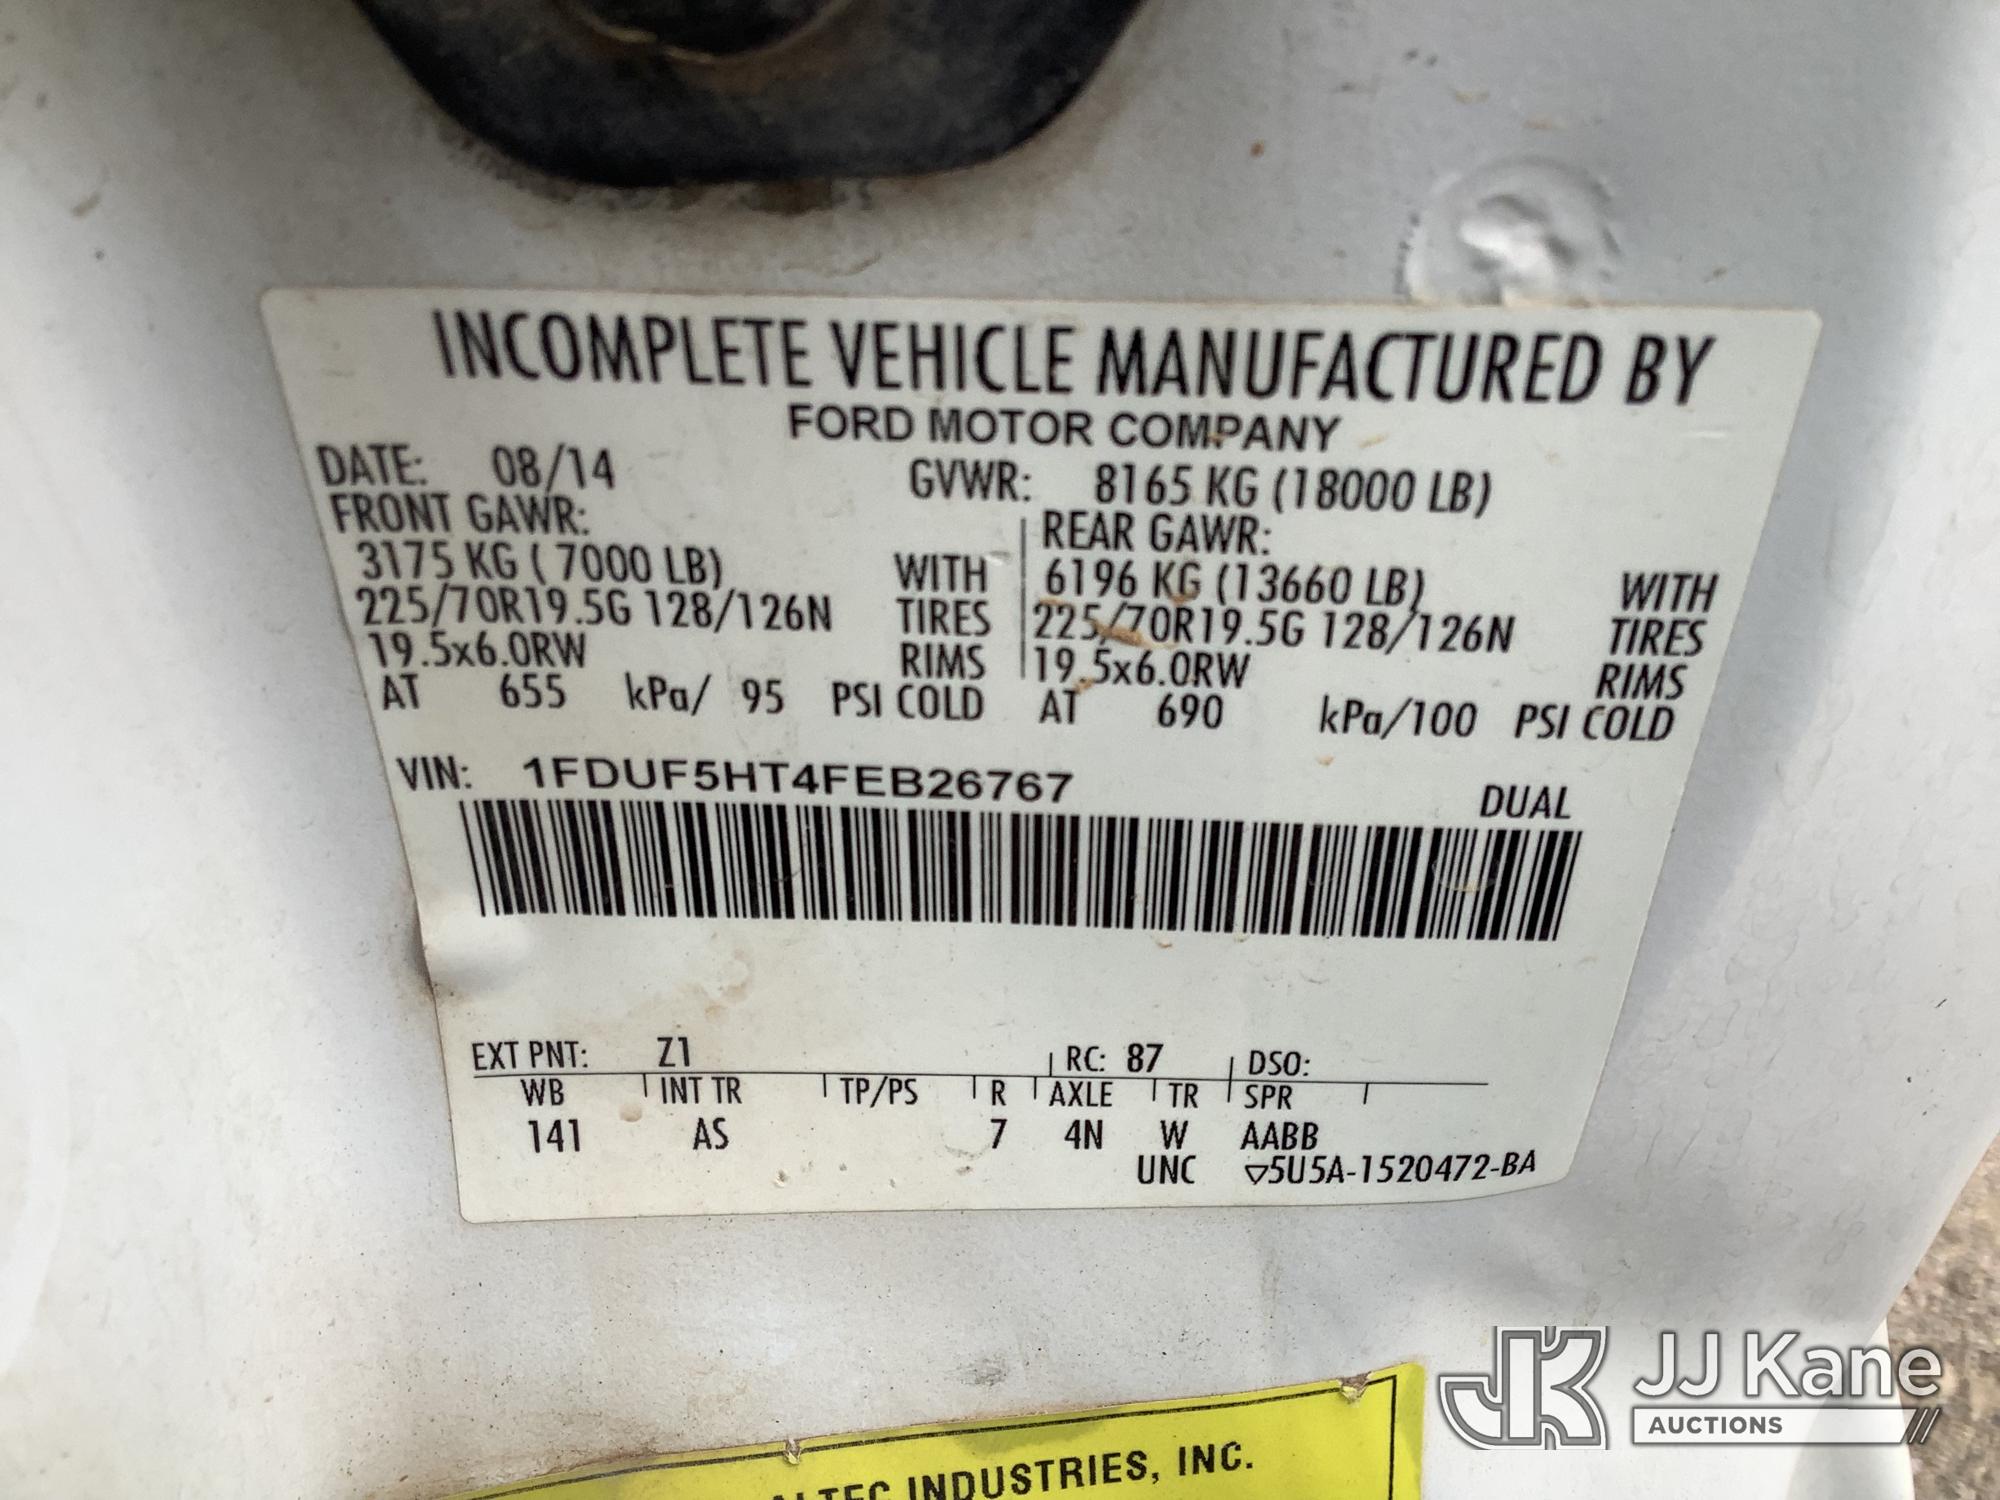 INCOMPLETE VEHICLE MANUFACTURED BY
FORD MOTOR COMPANY
DATE: 08/14 GVWR: 8165 KG (18000 LB)
FRONT GAWR: REAR GAWR:
3175 KG ( 7000 LB) WITH 6196 KG (13660 LB) WITH
225/70R19.5G 128/126N TIRES 225/70R19.5G 128/126N TIRES
19.5x6.0RW RIMS 19.5x6.0RW RIMS
AT 655 kPa/ 95 PSI COLD AT 690 kPa/100 PSI COLD
VIN: 1FDUF5HT4FEB26767
DUAL
EXT PNT: Z1 RC: 87 DSO:
WB INT TR TP/PS R AXLE TR SPR
141 AS 7 4N W AABB
UNC ▽5U5A-1520472-BA
ALTEC INDUSTRIES, INC.
JK JJ Kane
AUCTIONS